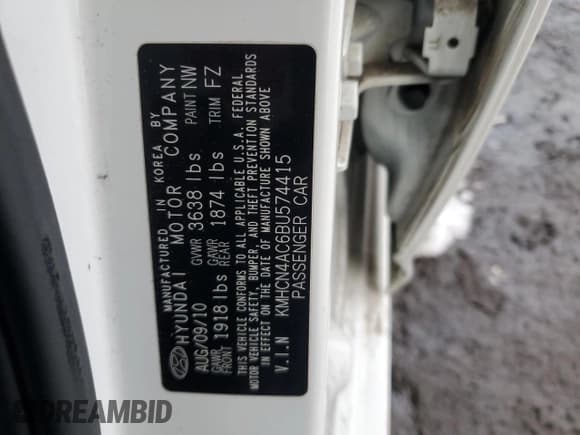 MANUFACTURED IN KOREA BY
HYUNDAI MOTOR COMPANY
AUG/09/10 GVWR 3638 lbs PAINT NW
GAWR FRONT 1918 lbs GAWR REAR 1874 lbs TRIM FZ
THIS VEHICLE CONFORMS TO ALL APPLICABLE U.S.A. FEDERAL
MOTOR VEHICLE SAFETY, BUMPER, AND THEFT PREVENTION STANDARDS
IN EFFECT ON THE DATE OF MANUFACTURE SHOWN ABOVE
V.I.N KMHCN4AC6BU574415
PASSENGER CAR
DREAMBID